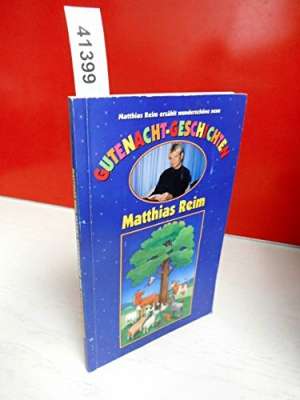 41399
Matthias Reim erzählt wunderschöne neue
GUTENACHT-GESCHICHTEN
Matthias Reim